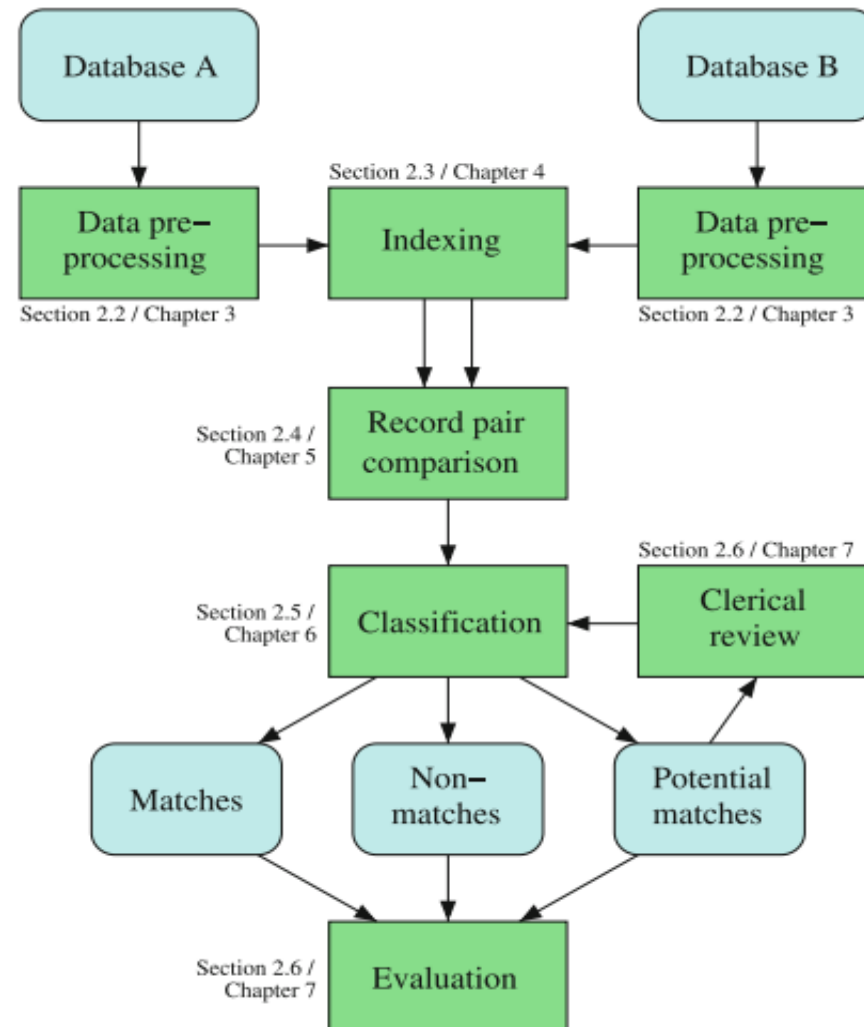 Database A
Database B
Section 2.3 / Chapter 4
Data pre–
processing
Indexing
Data pre–
processing
Section 2.2 / Chapter 3
Section 2.2 / Chapter 3
Section 2.4 /
Chapter 5
Record pair
comparison
Section 2.6 / Chapter 7
Section 2.5 /
Chapter 6
Classification
Clerical
review
Matches
Non–
matches
Potential
matches
Section 2.6 /
Chapter 7
Evaluation